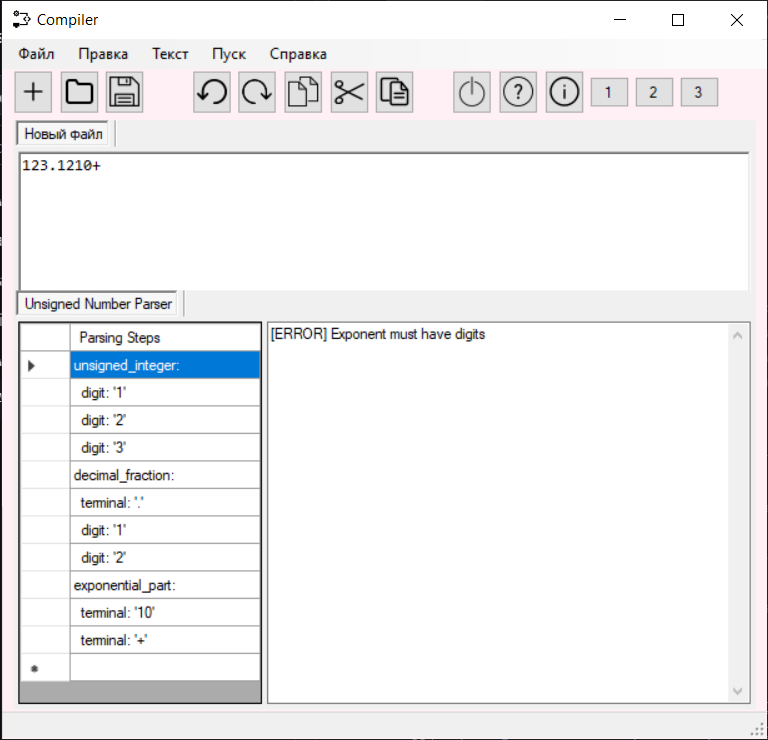 Compiler
Файл Правка Текст Пуск Справка
1 2 3
Новый файл
123.1210+
Unsigned Number Parser
Parsing Steps
[ERROR] Exponent must have digits
unsigned_integer:
digit: '1'
digit: '2'
digit: '3'
decimal_fraction:
terminal: '.'
digit: '1'
digit: '2'
exponential_part:
terminal: '10'
terminal: '+'